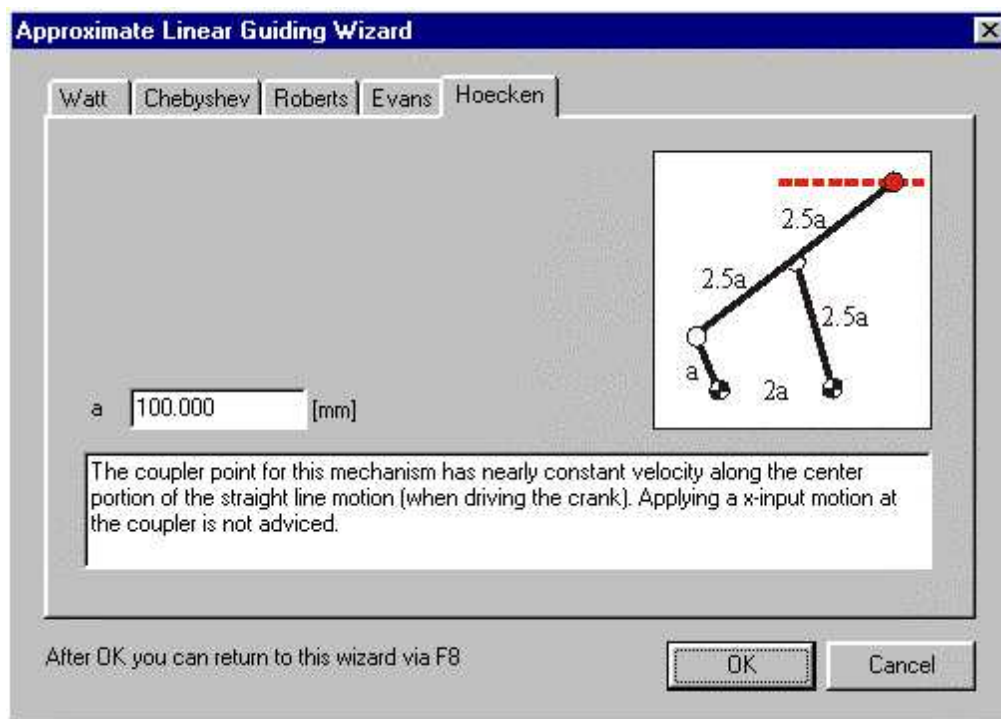 Approximate Linear Guiding Wizard
Watt
Chebyshev
Roberts
Evans
Hoecken
2.5a
2.5a
2.5a
a
2a
a 100.000 [mm]
The coupler point for this mechanism has nearly constant velocity along the center
portion of the straight line motion (when driving the crank). Applying a x-input motion at
the coupler is not adviced.
After OK you can return to this wizard via F8
OK
Cancel